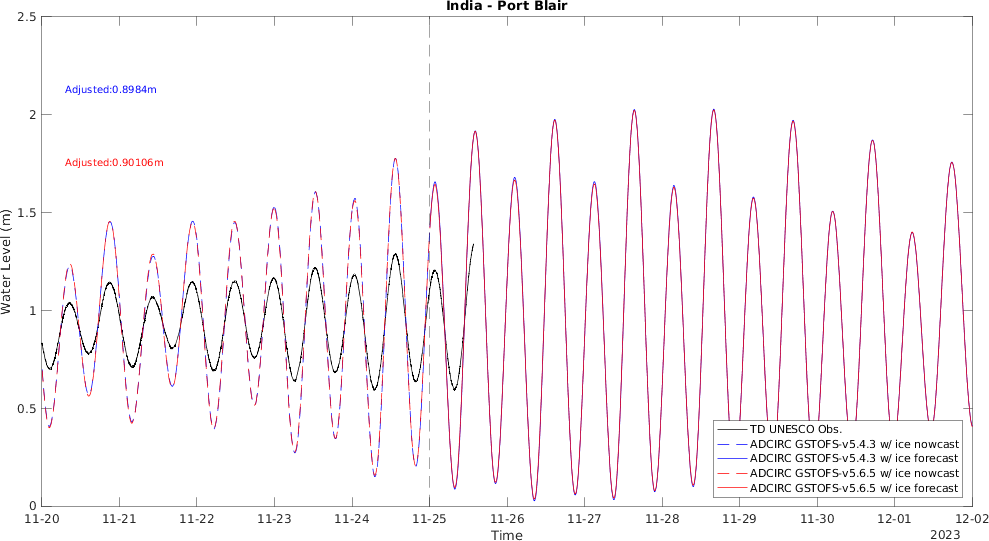 India - Port Blair
2.5
2
1.5
1
0.5
0
Water Level (m)
Adjusted:0.8984m
Adjusted:0.90106m
TD UNESCO Obs.
ADCIRC GSTOFS-v5.4.3 w/ ice nowcast
ADCIRC GSTOFS-v5.4.3 w/ ice forecast
ADCIRC GSTOFS-v5.6.5 w/ ice nowcast
ADCIRC GSTOFS-v5.6.5 w/ ice forecast
11-20 11-21 11-22 11-23 11-24 11-25 11-26 11-27 11-28 11-29 11-30 12-01 12-02
Time
2023